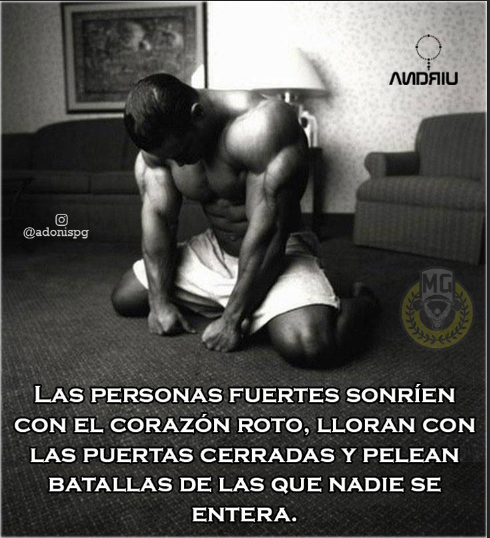 ANDRIU
@adonispg
MG
LAS PERSONAS FUERTES SONRÍEN
CON EL CORAZÓN ROTO, LLORAN CON
LAS PUERTAS CERRADAS Y PELEAN
BATALLAS DE LAS QUE NADIE SE
ENTERA.